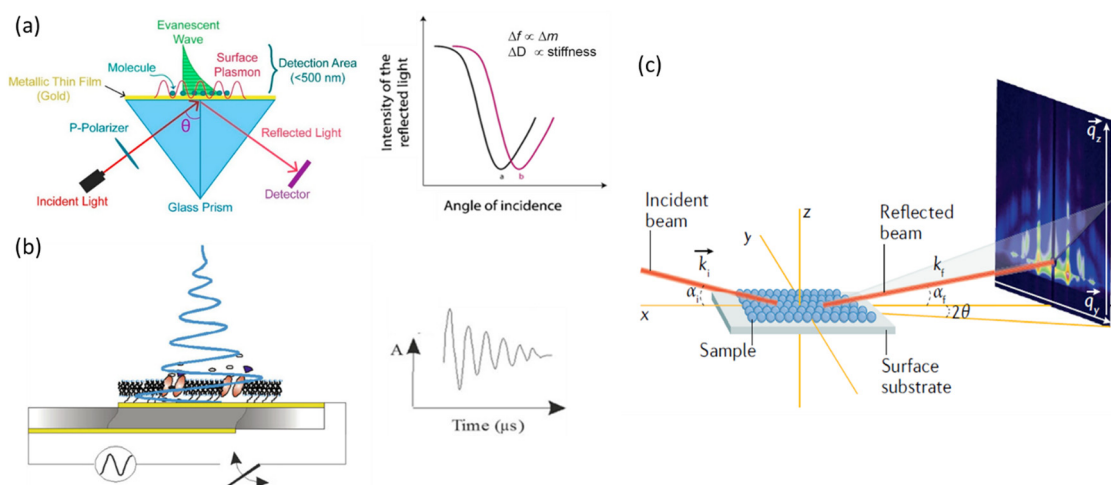 (a)
Evanescent
Wave
Molecule
Surface
Plasmon
Detection Area
(<500 nm)
Metallic Thin Film
(Gold)
θ
P-Polarizer
Reflected Light
Incident Light
Glass Prism
Detector
Intensity of the
reflected light
Δf ∝ Δm
ΔD ∝ stiffness
a
b
Angle of incidence
(b)
A
Time (µs)
(c)
q_z
Incident
beam
z
Reflected
beam
y
k_i
k_f
α_i
α_f
q_y
x
2θ
Sample
Surface
substrate